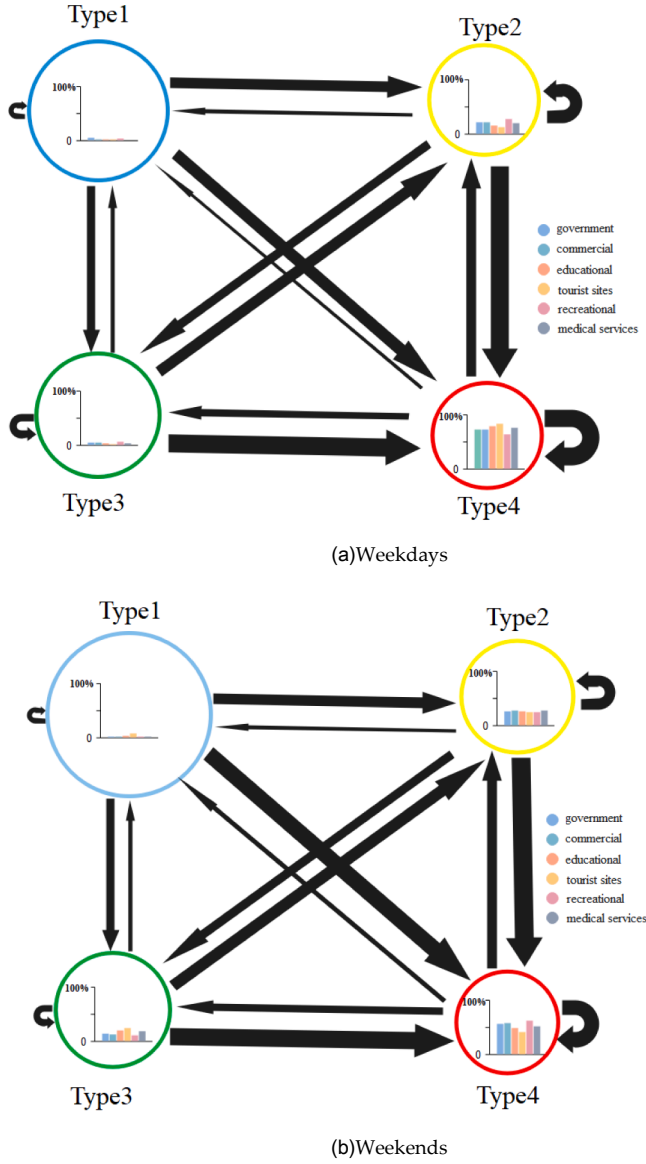 Type1
Type2
100%
0
100%
0
government
commercial
educational
tourist sites
recreational
medical services
100%
0
100%
0
Type3
Type4
(a)Weekdays
Type1
Type2
100%
0
100%
0
government
commercial
educational
tourist sites
recreational
medical services
100%
0
100%
0
Type3
Type4
(b)Weekends